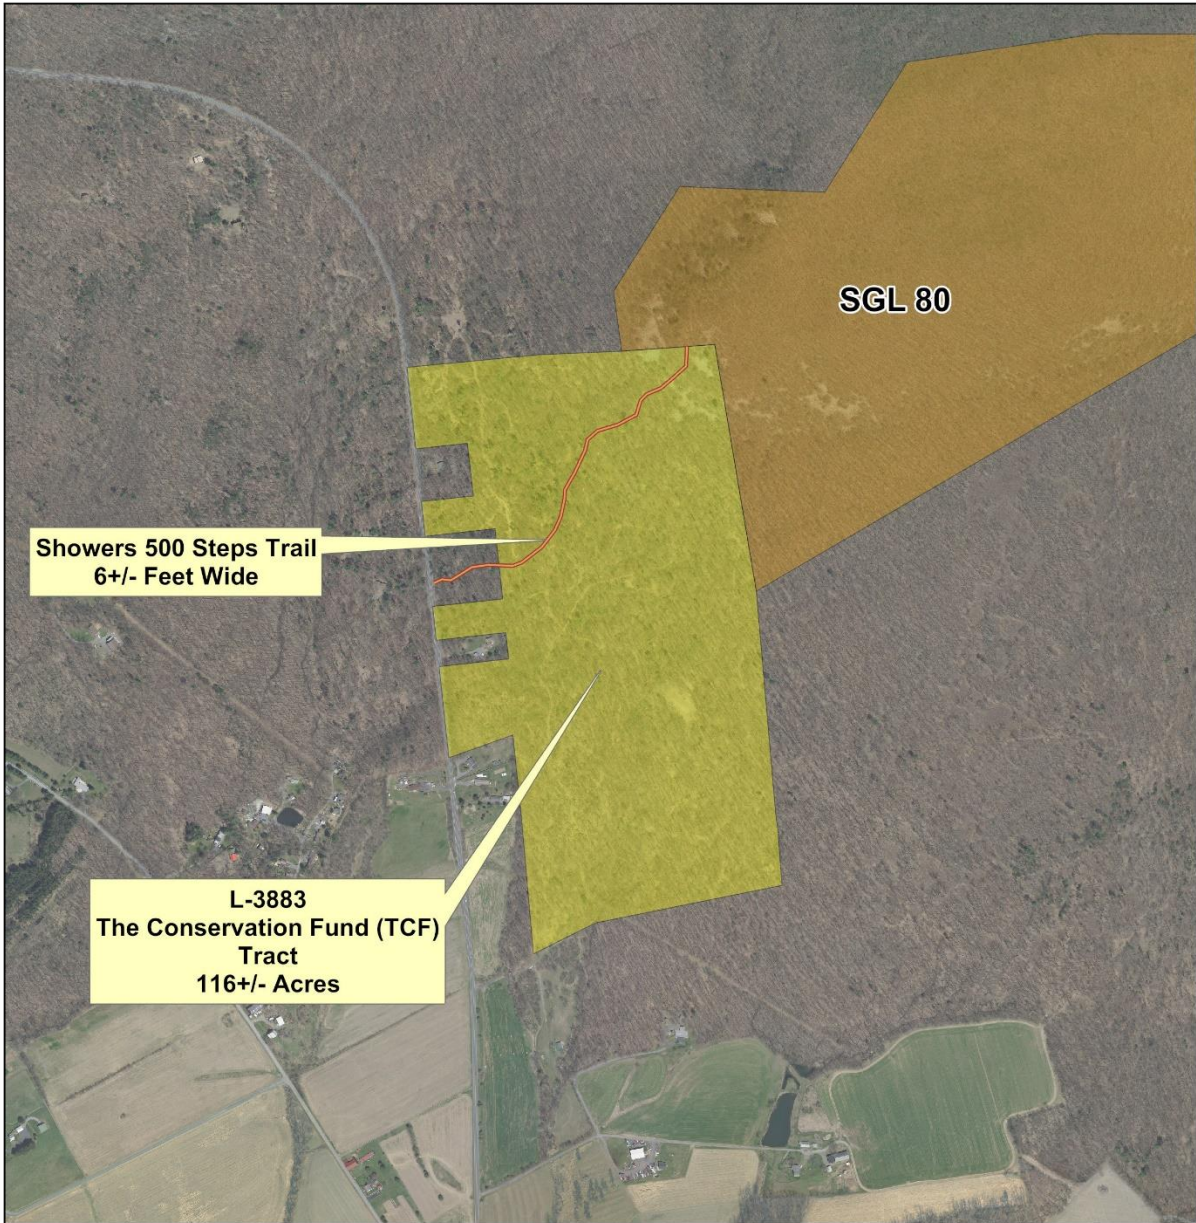 SGL 80
Showers 500 Steps Trail
6+/- Feet Wide
L-3883
The Conservation Fund (TCF)
Tract
116+/- Acres